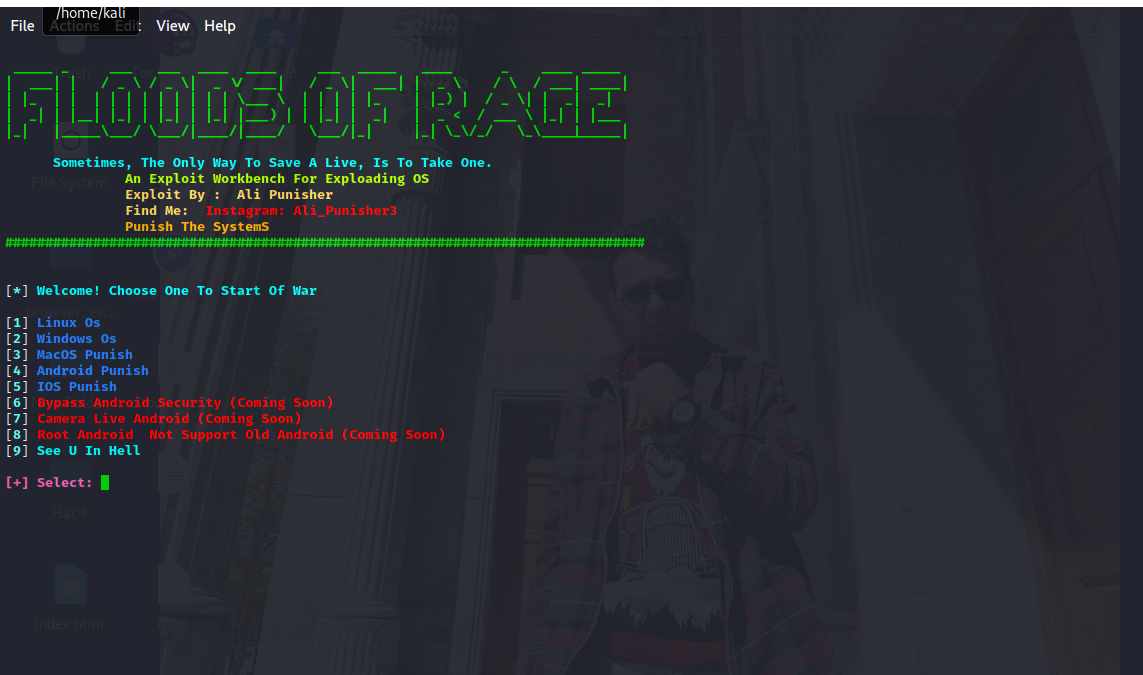 /home/kali
File Actions Edit View Help
FLOODS OF RAGE
Sometimes, The Only Way To Save A Live, Is To Take One.
An Exploit Workbench For Exploading OS
Exploit By :  Ali Punisher
Find Me:  Instagram: Ali_Punisher3
Punish The SystemS
################################################################################
[*] Welcome! Choose One To Start Of War
[1] Linux Os
[2] Windows Os
[3] MacOS Punish
[4] Android Punish
[5] IOS Punish
[6] Bypass Android Security (Coming Soon)
[7] Camera Live Android (Coming Soon)
[8] Root Android  Not Support Old Android (Coming Soon)
[9] See U In Hell
[+] Select:
File System
browser_en...
Hac4
index.html